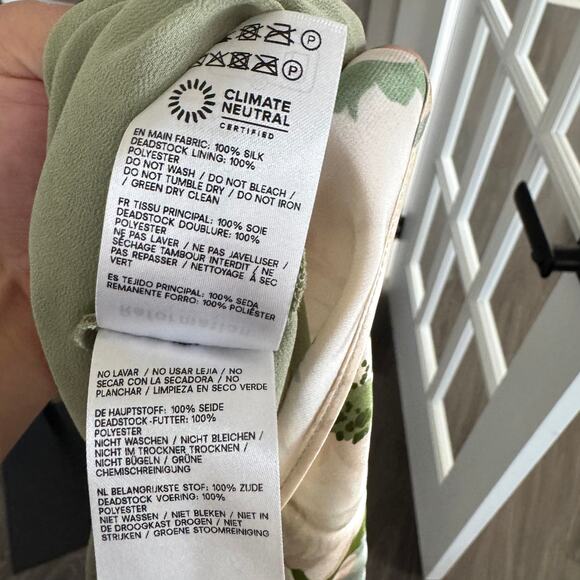 P
P
CLIMATE
NEUTRAL
CERTIFIED
EN MAIN FABRIC: 100% SILK
DEADSTOCK LINING: 100%
POLYESTER
DO NOT WASH / DO NOT BLEACH /
DO NOT TUMBLE DRY / DO NOT IRON
/ GREEN DRY CLEAN
FR TISSU PRINCIPAL: 100% SOIE
DEADSTOCK DOUBLURE: 100%
POLYESTER
NE PAS LAVER / NE PAS JAVELLISER /
SÉCHAGE TAMBOUR INTERDIT / NE
PAS REPASSER / NETTOYAGE À SEC
VERT
ES TEJIDO PRINCIPAL: 100% SEDA
REMANENTE FORRO: 100% POLIÉSTER
Reformation
NO LAVAR / NO USAR LEJIA / NO
SECAR CON LA SECADORA / NO
PLANCHAR / LIMPIEZA EN SECO VERDE
DE HAUPTSTOFF: 100% SEIDE
DEADSTOCK-FUTTER: 100%
POLYESTER
NICHT WASCHEN / NICHT BLEICHEN /
NICHT IM TROCKNER TROCKNEN /
NICHT BÜGELN / GRÜNE
CHEMISCHREINIGUNG
NL BELANGRIJKSTE STOF: 100% ZIJDE
DEADSTOCK VOERING: 100%
POLYESTER
NIET WASSEN / NIET BLEKEN / NIET IN
DE DROOGKAST DROGEN / NIET
STRIJKEN / GROENE STOOMREINIGING